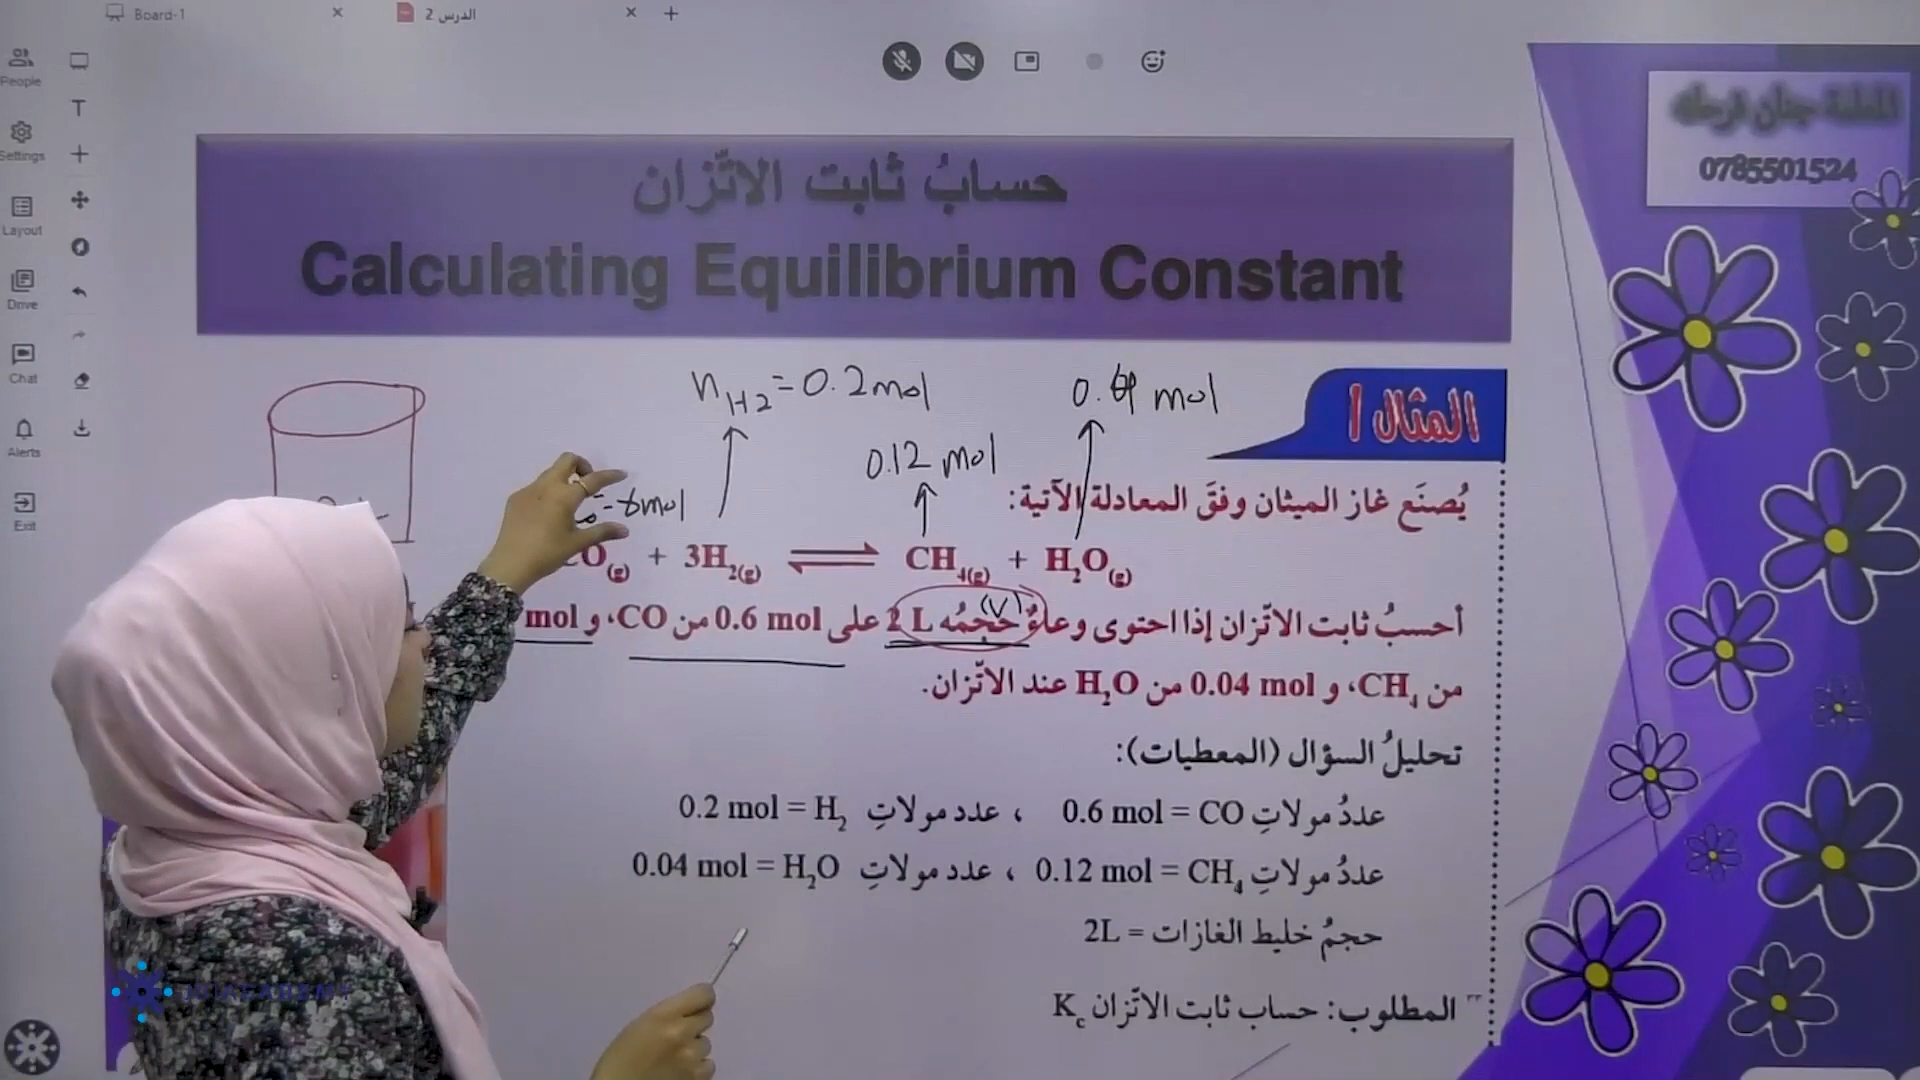 Board-1
الدرس 2
People
Settings
Layout
Drive
Chat
Alerts
Exit
0785501524
حسابُ ثابت الاتّزان
Calculating Equilibrium Constant
المثال 1
n H2 = 0.2 mol
mol
0.12 mol
mol
يُصنَع غاز الميثان وفقَ المعادلة الآتية:
O(g) + 3H2(g) ⇌ CH4(g) + H2O(g)
(V)
أحسبُ ثابت الاتّزان إذا احتوى وعاءٌ حَجمُه 2 L على 0.6 mol من CO، و mol
من CH4، و 0.04 mol من H2O عند الاتّزان.
تحليلُ السؤال (المعطيات):
عددُ مولاتِ CO = 0.6 mol ، عدد مولاتِ H2 = 0.2 mol
عددُ مولاتِ CH4 = 0.12 mol ، عدد مولاتِ H2O = 0.04 mol
حجمُ خليط الغازات = 2L
المطلوب: حساب ثابت الاتّزان Kc